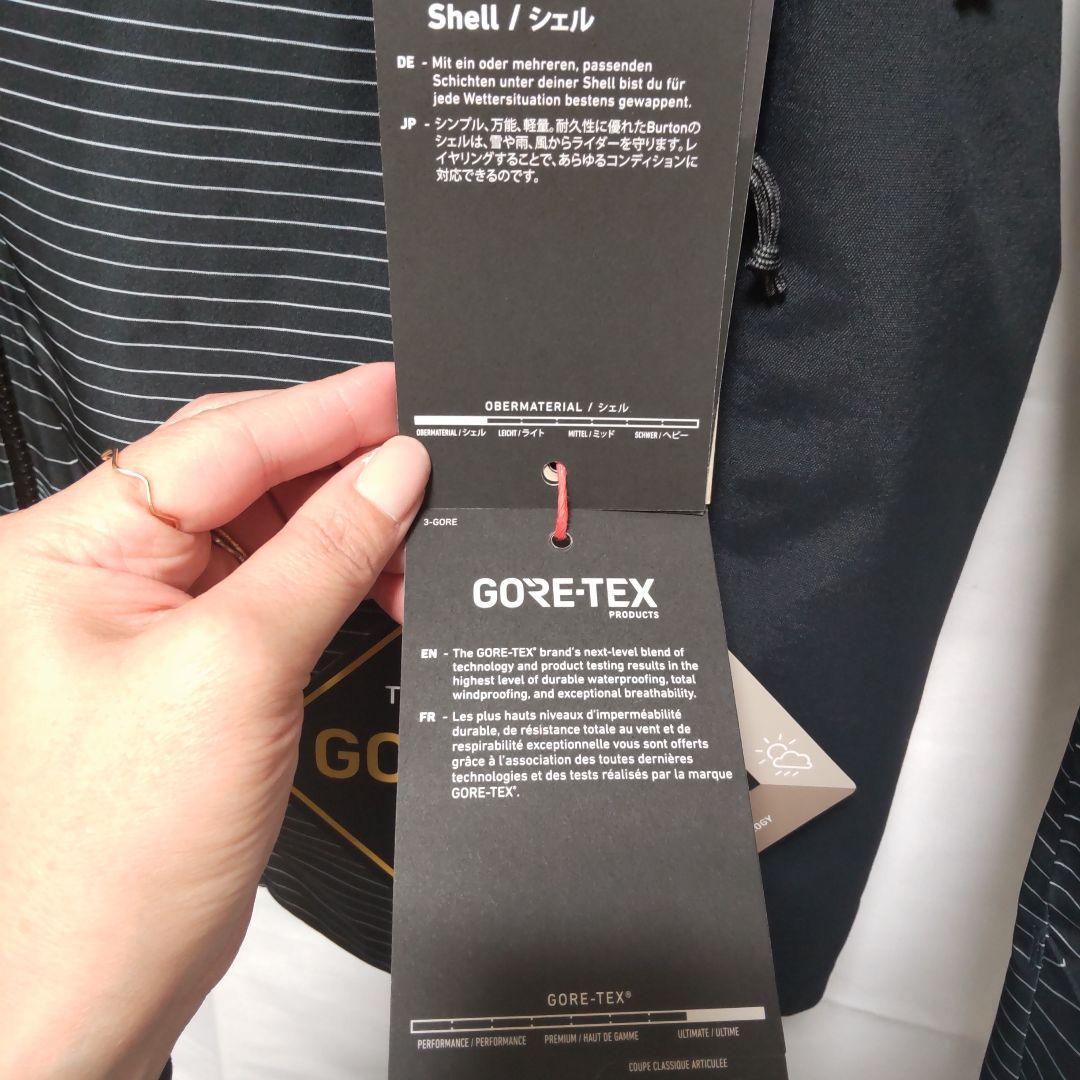 Shell / シェル
DE - Mit ein oder mehreren, passenden
Schichten unter deiner Shell bist du für
jede Wettersituation bestens gewappent.
JP - シンプル、万能、軽量。耐久性に優れたBurtonの
シェルは、雪や雨、風からライダーを守ります。レ
イヤリングすることで、あらゆるコンディションに
対応できるのです。
OBERMATERIAL / シェル
OBERMATERIAL / シェル LEICHT / ライト MITTEL / ミッド SCHWER / ヘビー
3-GORE
GORE-TEX
PRODUCTS
EN - The GORE-TEX® brand's next-level blend of
technology and product testing results in the
highest level of durable waterproofing, total
windproofing, and exceptional breathability.
FR - Les plus hauts niveaux d'imperméabilité
durable, de résistance totale au vent et de
respirabilité exceptionnelle vous sont offerts
grâce à l'association des toutes dernières
technologies et des tests réalisés par la marque
GORE-TEX®.
GORE-TEX®
PERFORMANCE / PERFORMANCE PREMIUM / HAUT DE GAMME ULTIMATE / ULTIME
COUPE CLASSIQUE ARTICULÉE